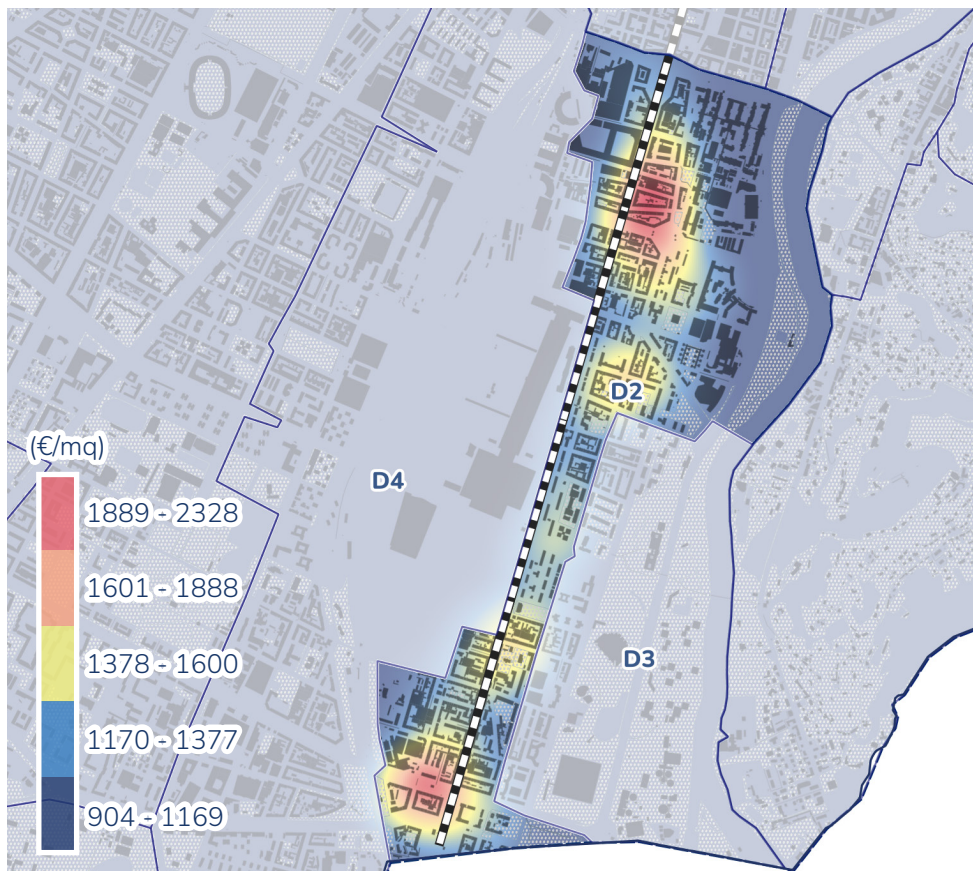 D2
(€/mq)
D4
1889 - 2328
1601 - 1888
1378 - 1600
D3
1170 - 1377
904 - 1169